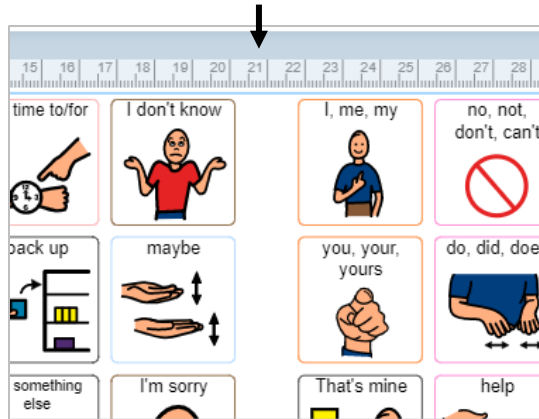 15 16 17 18 19 20 21 22 23 24 25 26 27 28
time to/for
I don't know
I, me, my
no, not,
don't, can't
back up
maybe
you, your,
yours
do, did, doe
something
else
I'm sorry
That's mine
help